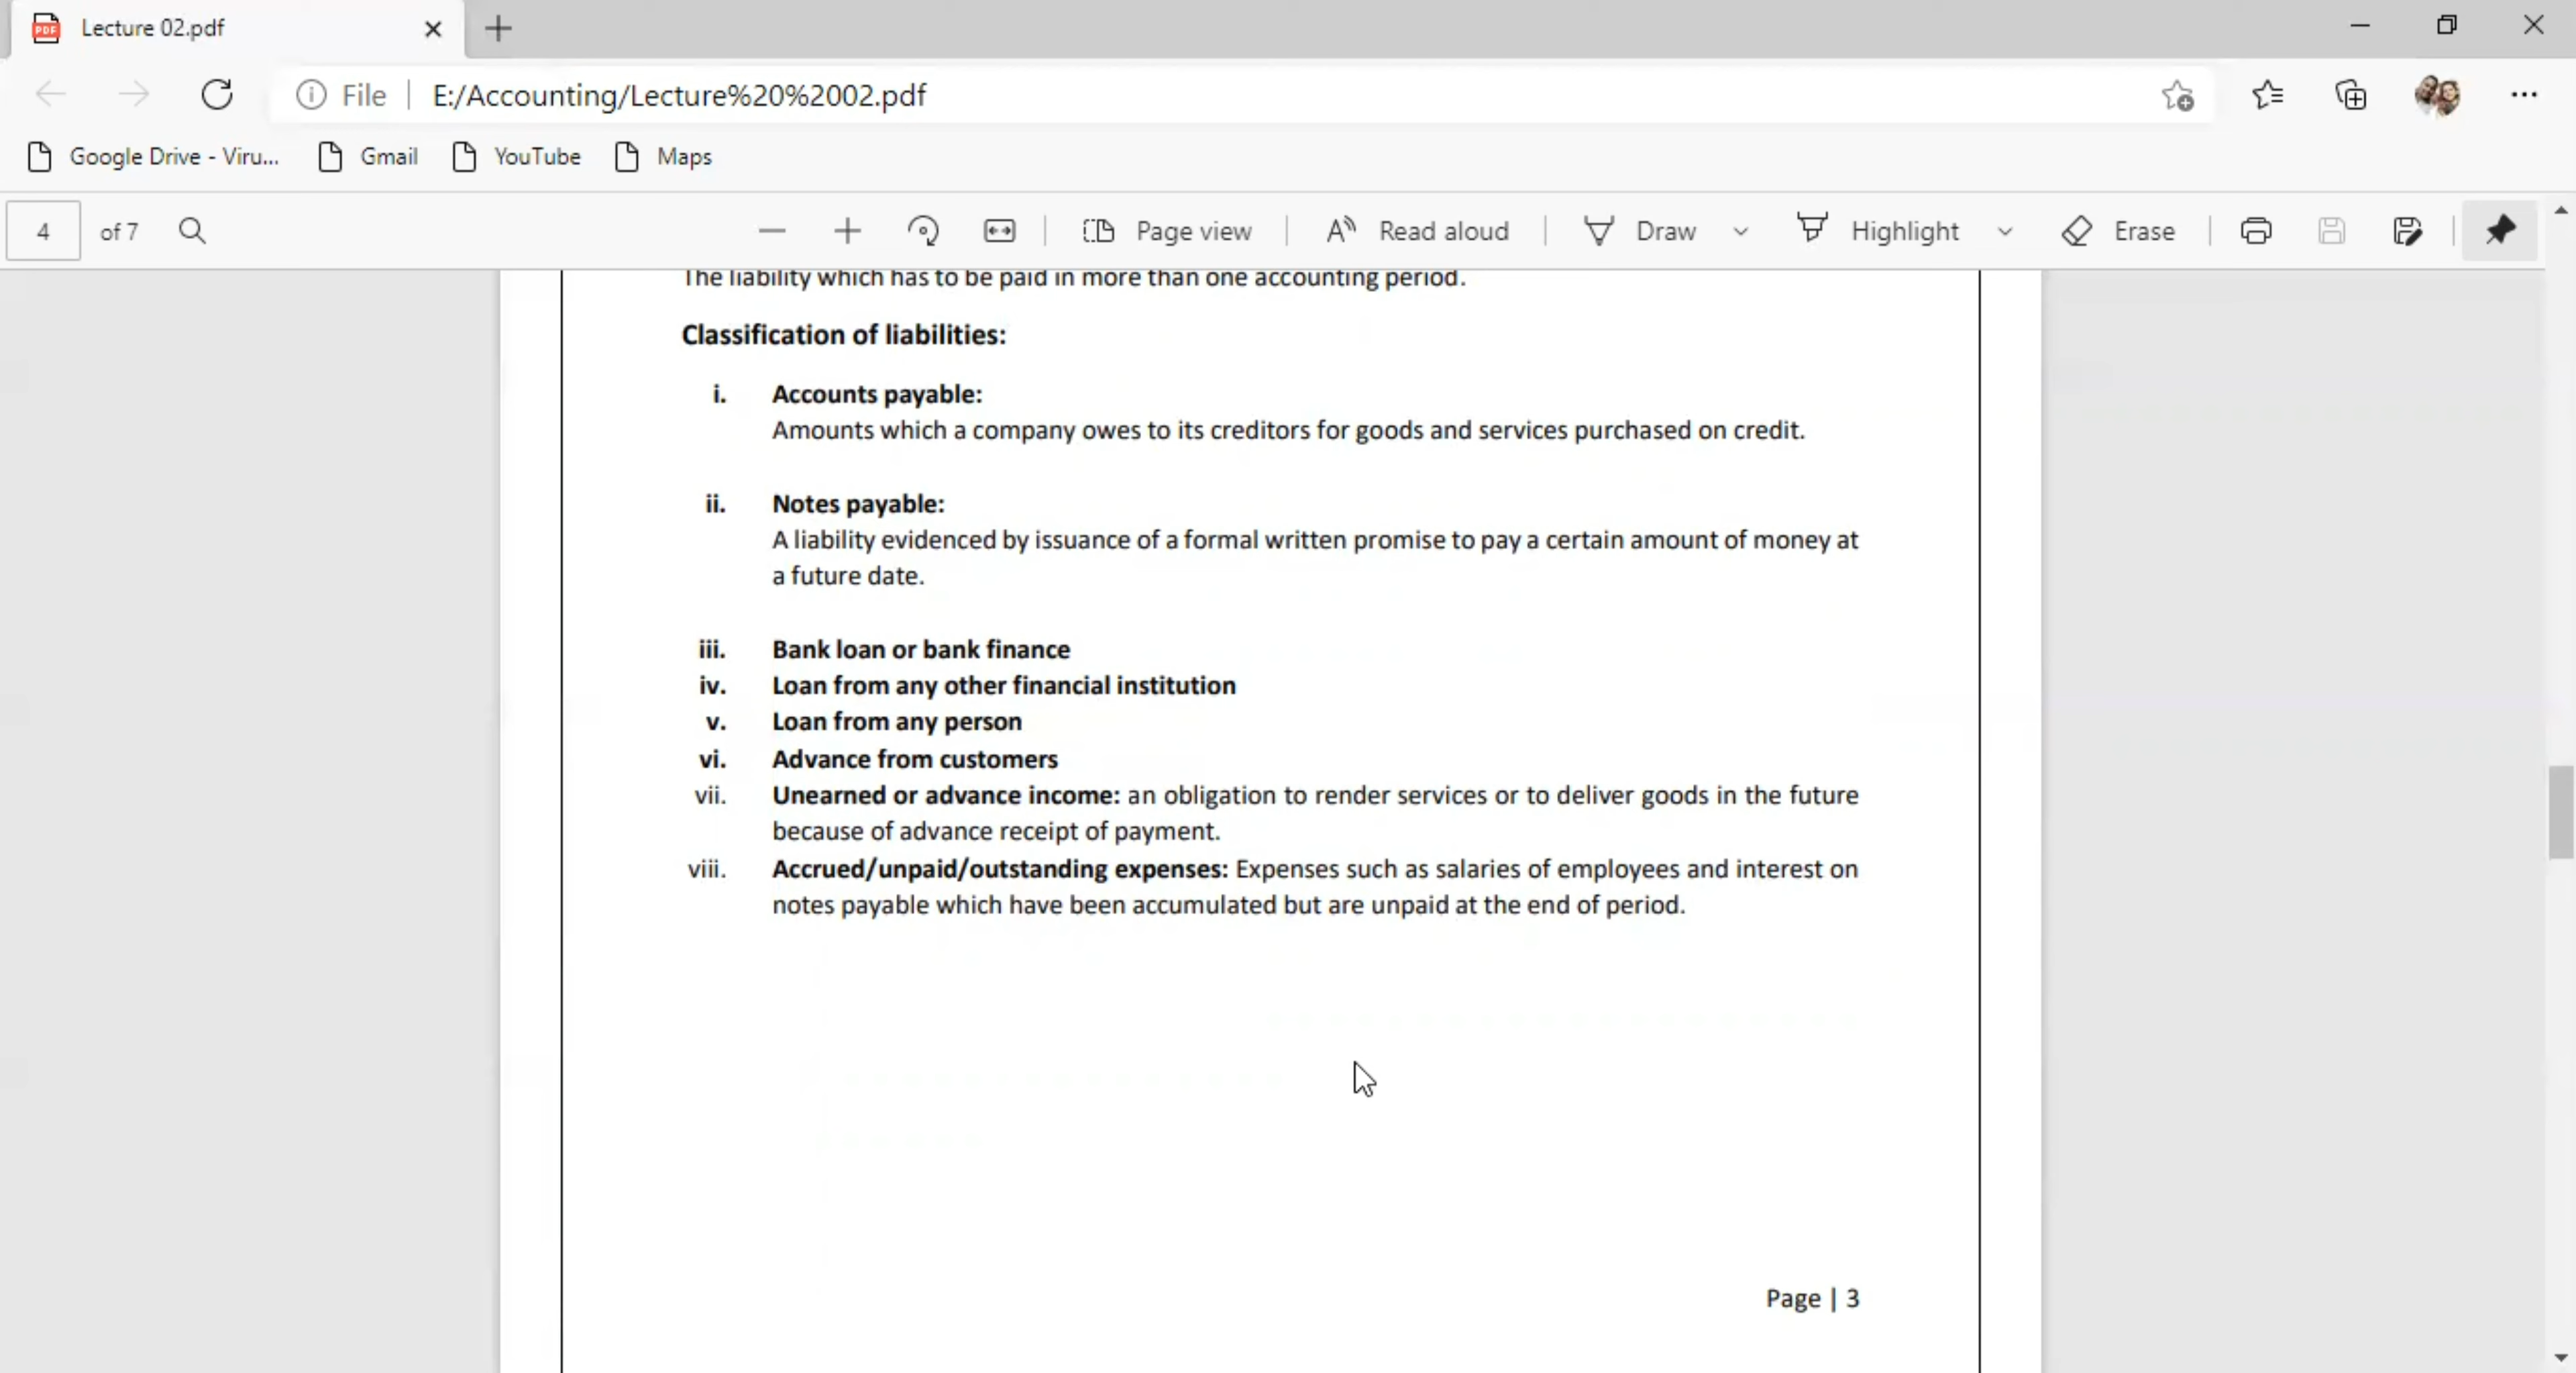 Lecture 02.pdf
File | E:/Accounting/Lecture%20%2002.pdf
Google Drive - Viru... Gmail YouTube Maps
4 of 7 Page view Read aloud Draw Highlight Erase
The liability which has to be paid in more than one accounting period.
Classification of liabilities:
i. Accounts payable:
Amounts which a company owes to its creditors for goods and services purchased on credit.
ii. Notes payable:
A liability evidenced by issuance of a formal written promise to pay a certain amount of money at
a future date.
iii. Bank loan or bank finance
iv. Loan from any other financial institution
v. Loan from any person
vi. Advance from customers
vii. Unearned or advance income: an obligation to render services or to deliver goods in the future
because of advance receipt of payment.
viii. Accrued/unpaid/outstanding expenses: Expenses such as salaries of employees and interest on
notes payable which have been accumulated but are unpaid at the end of period.
Page | 3